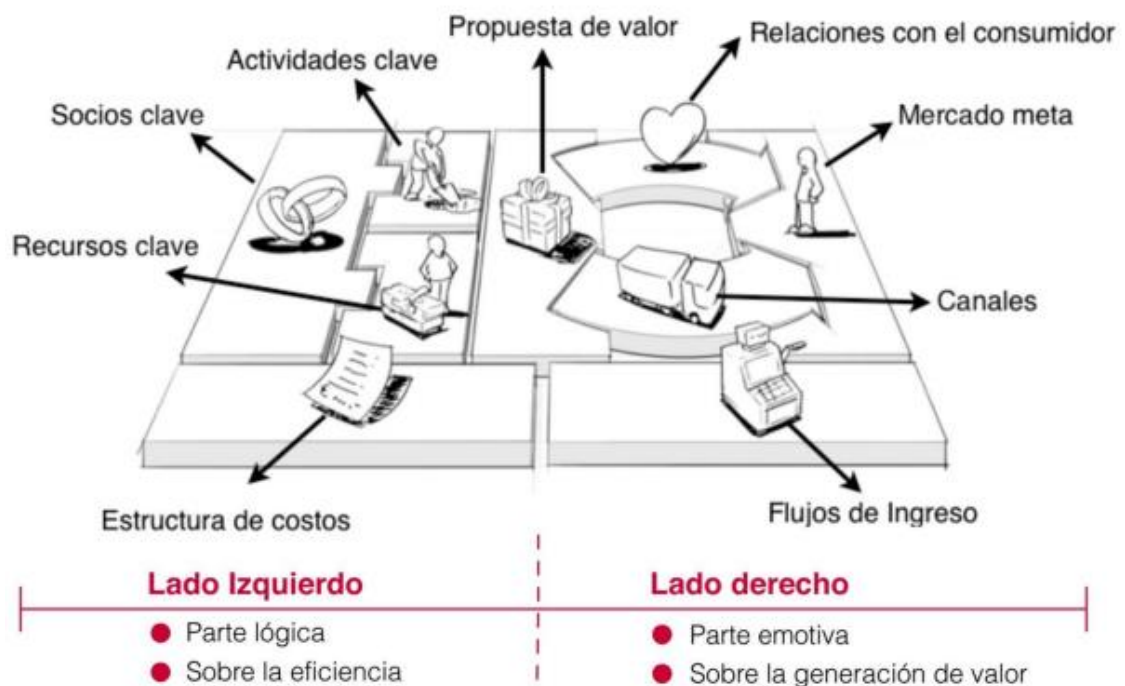 Propuesta de valor
Relaciones con el consumidor
Actividades clave
Socios clave
Mercado meta
Recursos clave
Canales
Estructura de costos
Flujos de Ingreso
Lado Izquierdo
Parte lógica
Sobre la eficiencia
Lado derecho
Parte emotiva
Sobre la generación de valor